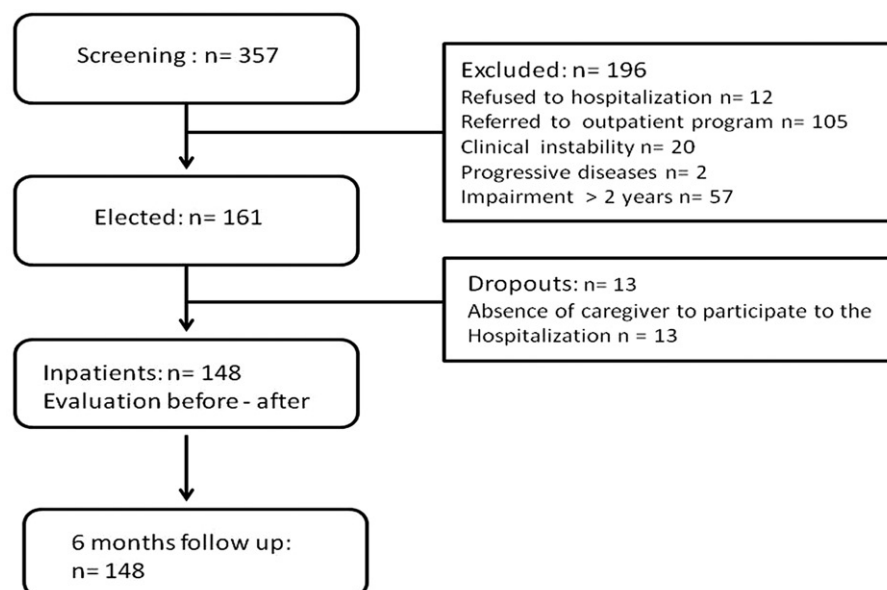 Screening : n= 357
Excluded: n= 196
Refused to hospitalization n= 12
Referred to outpatient program n= 105
Clinical instability n= 20
Progressive diseases n= 2
Impairment > 2 years n= 57
Elected: n= 161
Dropouts: n= 13
Absence of caregiver to participate to the
Hospitalization n = 13
Inpatients: n= 148
Evaluation before - after
6 months follow up:
n= 148